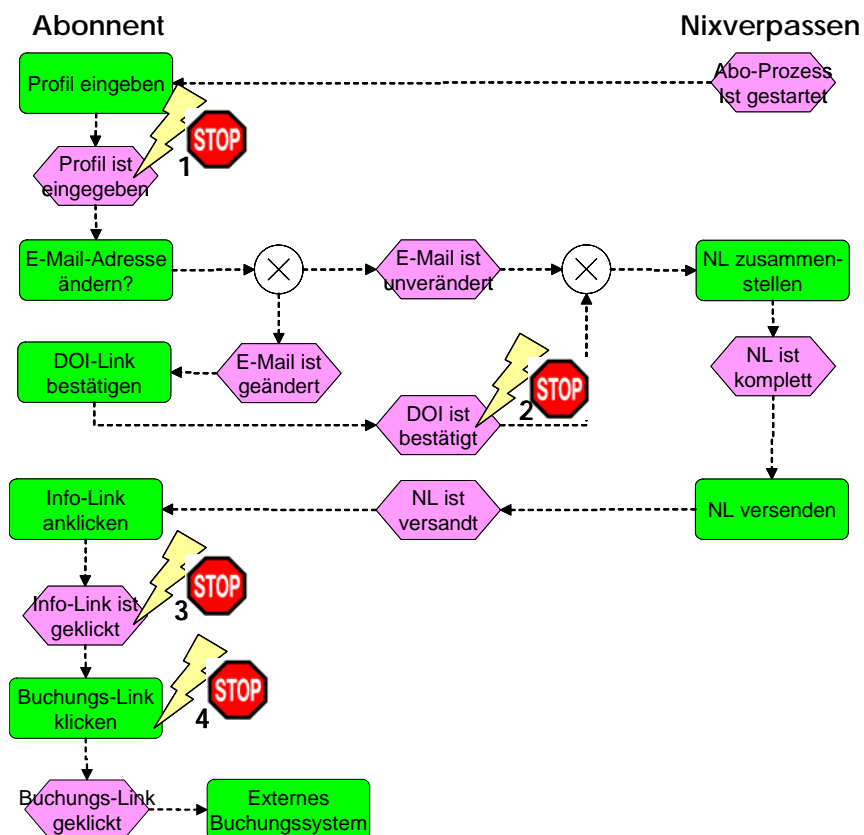 Abonnent
Nixverpassen
Profil eingeben
Abo-Prozess
Ist gestartet
STOP
1
Profil ist
eingegeben
E-Mail-Adresse
ändern?
E-Mail ist
unverändert
NL zusammen-
stellen
DOI-Link
bestätigen
E-Mail ist
geändert
STOP
2
NL ist
komplett
DOI ist
bestätigt
Info-Link
anklicken
NL ist
versandt
NL versenden
STOP
3
Info-Link ist
geklickt
Buchungs-Link
klicken
STOP
4
Buchungs-Link
geklickt
Externes
Buchungssystem